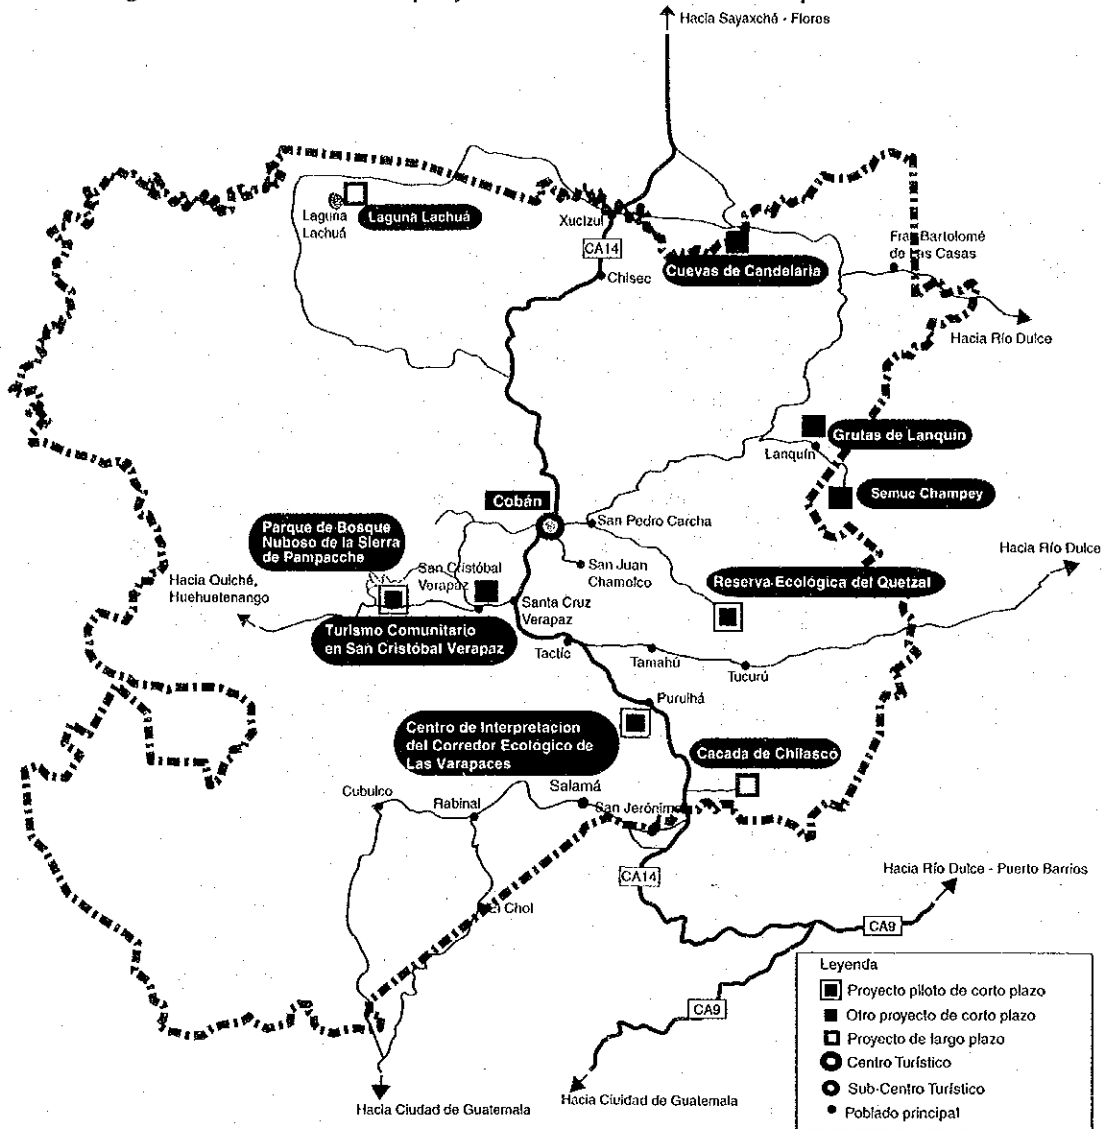 Hacia Sayaxché - Flores
Laguna
Lachuá
Laguna Lachuá
Xucizul
CA14
Chisec
Cuevas de Candelaria
Fray Bartolomé
de Las Casas
Hacia Río Dulce
Grutas de Lanquín
Lanquín
Semuc Champey
Cobán
San Pedro Carcha
Parque de Bosque
Nuboso de la Sierra
de Pampacche
San Juan
Chamelco
Hacia Río Dulce
San Cristóbal
Verapaz
Hacia Quiché,
Huehuetenango
Reserva Ecológica del Quetzal
Santa Cruz
Verapaz
Turismo Comunitario
en San Cristóbal Verapaz
Tactic
Tamahú
Tucurú
Purulhá
Centro de Interpretacion
del Corredor Ecológico de
Las Varapaces
Cacada de Chilascó
Cubulco
Rabinal
Salamá
San Jerónimo
CA14
Hacia Río Dulce - Puerto Barrios
El Chol
CA9
CA9
Hacia Ciudad de Guatemala
Hacia Ciudad de Guatemala
Leyenda
Proyecto piloto de corto plazo
Otro proyecto de corto plazo
Proyecto de largo plazo
Centro Turístico
Sub-Centro Turístico
Poblado principal